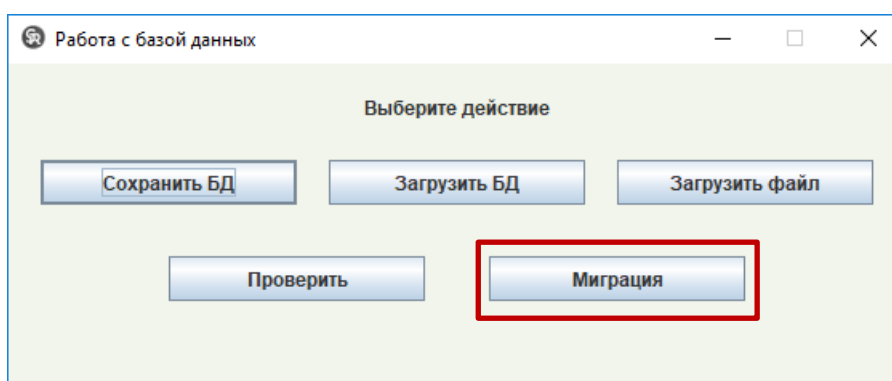 Работа с базой данных
Выберите действие
Сохранить БД Загрузить БД Загрузить файл
Проверить Миграция